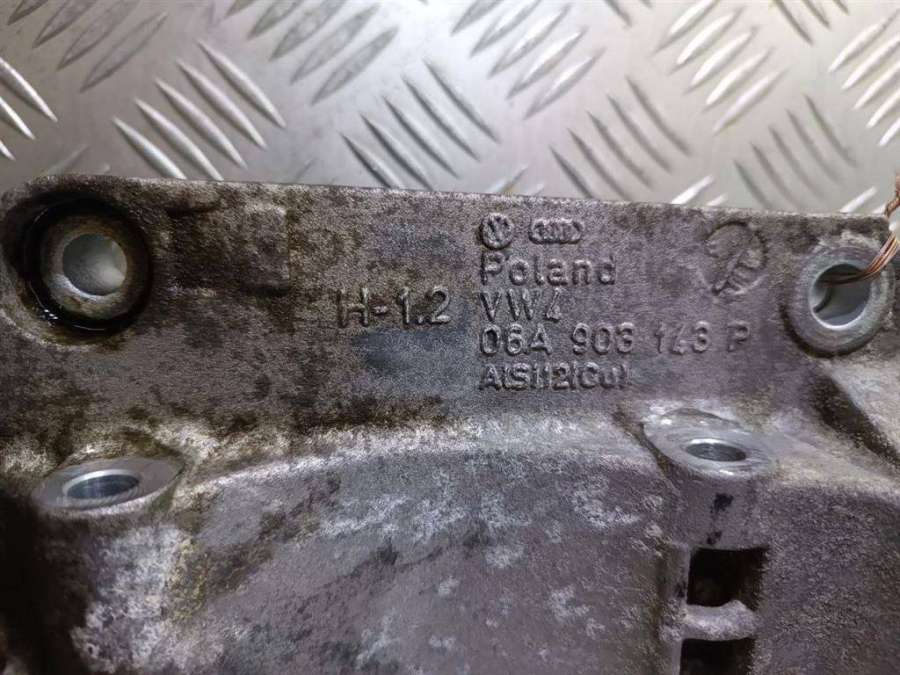 Poland
H-1.2 VW4
06A 903 143 P
AlSi12(Cu)